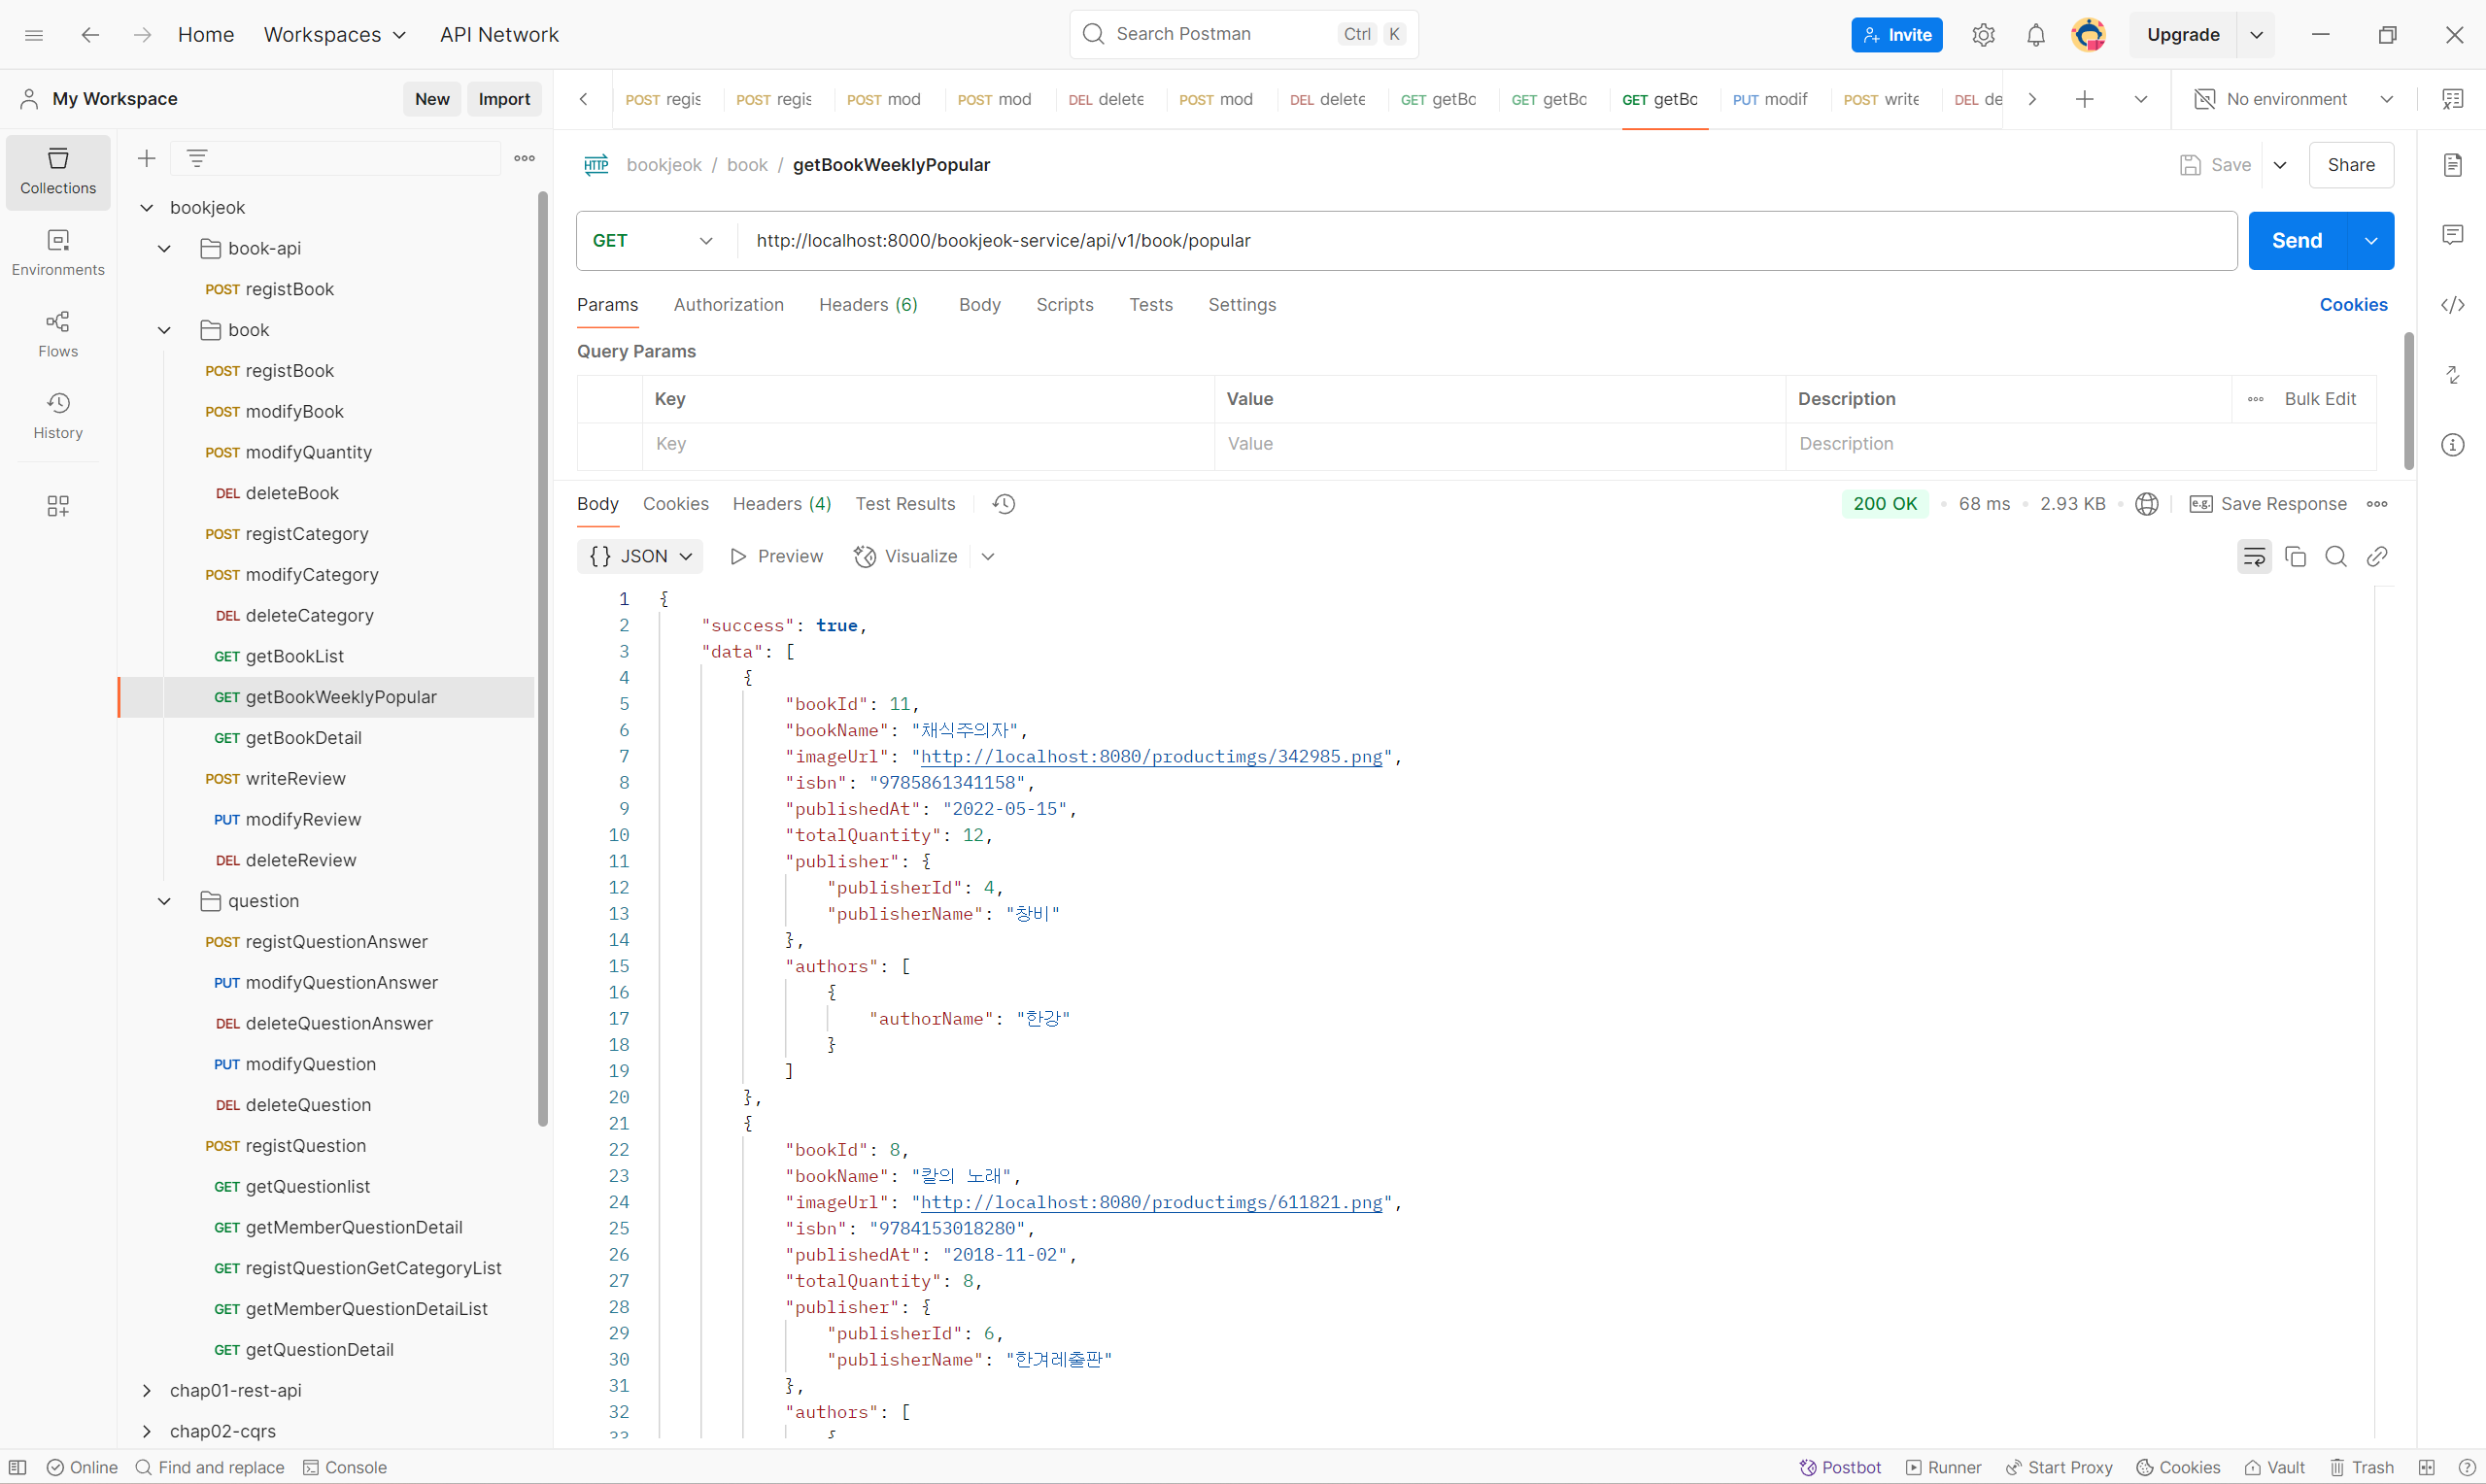 Home Workspaces API Network Search Postman Ctrl K Invite Upgrade
My Workspace New Import
POST regis POST regis POST mod POST mod DEL delete POST mod DEL delete GET getBc GET getBc GET getBc PUT modif POST write DEL de No environment
Collections
Environments
Flows
History
bookjeok
book-api
POST registBook
book
POST registBook
POST modifyBook
POST modifyQuantity
DEL deleteBook
POST registCategory
POST modifyCategory
DEL deleteCategory
GET getBookList
GET getBookWeeklyPopular
GET getBookDetail
POST writeReview
PUT modifyReview
DEL deleteReview
question
POST registQuestionAnswer
PUT modifyQuestionAnswer
DEL deleteQuestionAnswer
PUT modifyQuestion
DEL deleteQuestion
POST registQuestion
GET getQuestionlist
GET getMemberQuestionDetail
GET registQuestionGetCategoryList
GET getMemberQuestionDetaiList
GET getQuestionDetail
chap01-rest-api
chap02-cqrs
HTTP bookjeok / book / getBookWeeklyPopular Save Share
GET http://localhost:8000/bookjeok-service/api/v1/book/popular Send
Params Authorization Headers (6) Body Scripts Tests Settings Cookies
Query Params
Key Value Description Bulk Edit
Key Value Description
Body Cookies Headers (4) Test Results 200 OK 68 ms 2.93 KB e.g. Save Response
{} JSON Preview Visualize
1 {
2 "success": true,
3 "data": [
4 {
5 "bookId": 11,
6 "bookName": "채식주의자",
7 "imageUrl": "http://localhost:8080/productimgs/342985.png",
8 "isbn": "9785861341158",
9 "publishedAt": "2022-05-15",
10 "totalQuantity": 12,
11 "publisher": {
12 "publisherId": 4,
13 "publisherName": "창비"
14 },
15 "authors": [
16 {
17 "authorName": "한강"
18 }
19 ]
20 },
21 {
22 "bookId": 8,
23 "bookName": "칼의 노래",
24 "imageUrl": "http://localhost:8080/productimgs/611821.png",
25 "isbn": "9784153018280",
26 "publishedAt": "2018-11-02",
27 "totalQuantity": 8,
28 "publisher": {
29 "publisherId": 6,
30 "publisherName": "한겨레출판"
31 },
32 "authors": [
33 {
Online Find and replace Console Postbot Runner Start Proxy Cookies Vault Trash